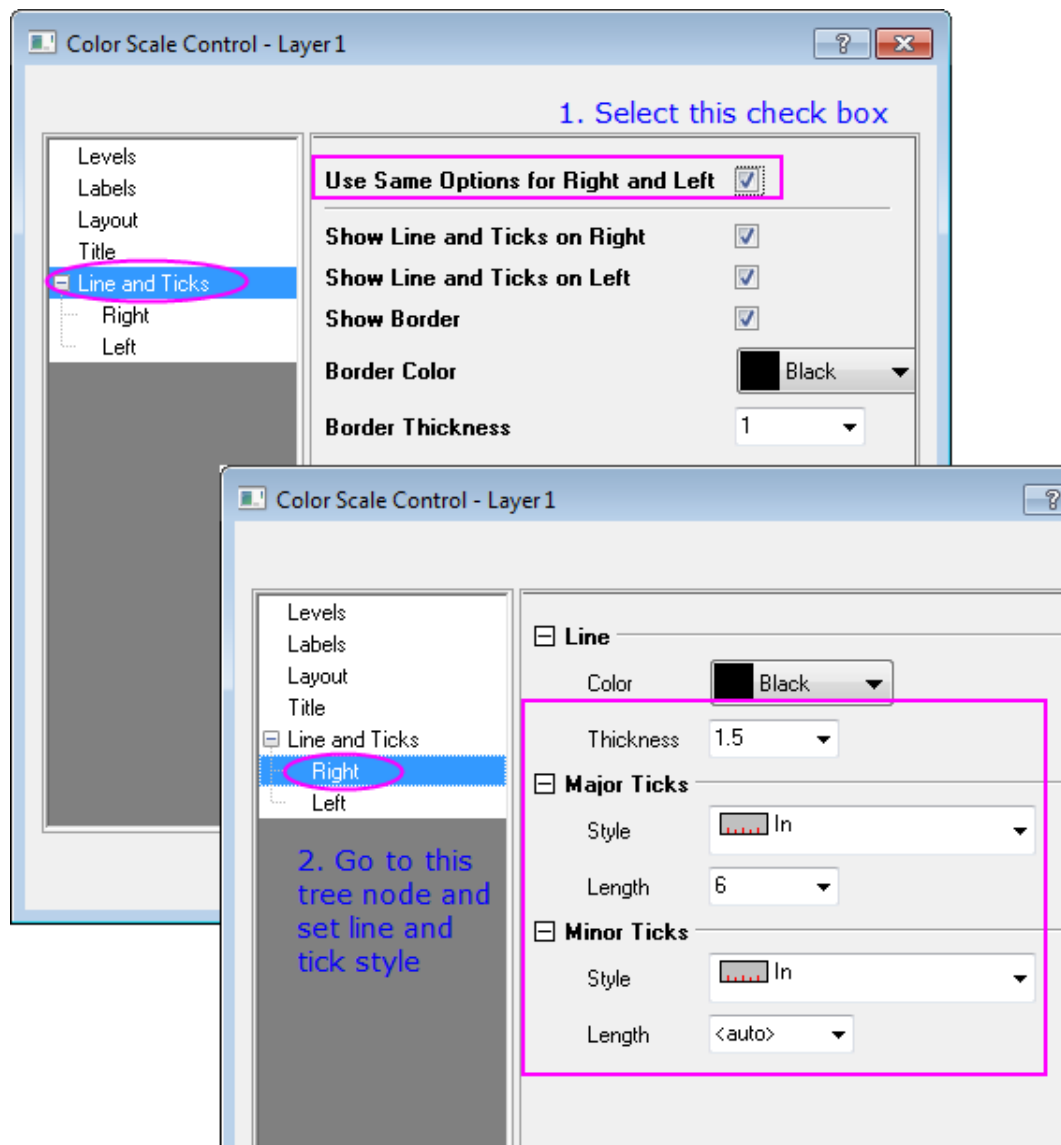 Color Scale Control - Layer 1
?
1. Select this check box
Levels
Labels
Layout
Title
Line and Ticks
Right
Left
Use Same Options for Right and Left
Show Line and Ticks on Right
Show Line and Ticks on Left
Show Border
Border Color
Black
Border Thickness
1
Color Scale Control - Layer 1
?
Levels
Labels
Layout
Title
Line and Ticks
Right
Left
2. Go to this
tree node and
set line and
tick style
Line
Color
Black
Thickness
1.5
Major Ticks
Style
In
Length
6
Minor Ticks
Style
In
Length
<auto>